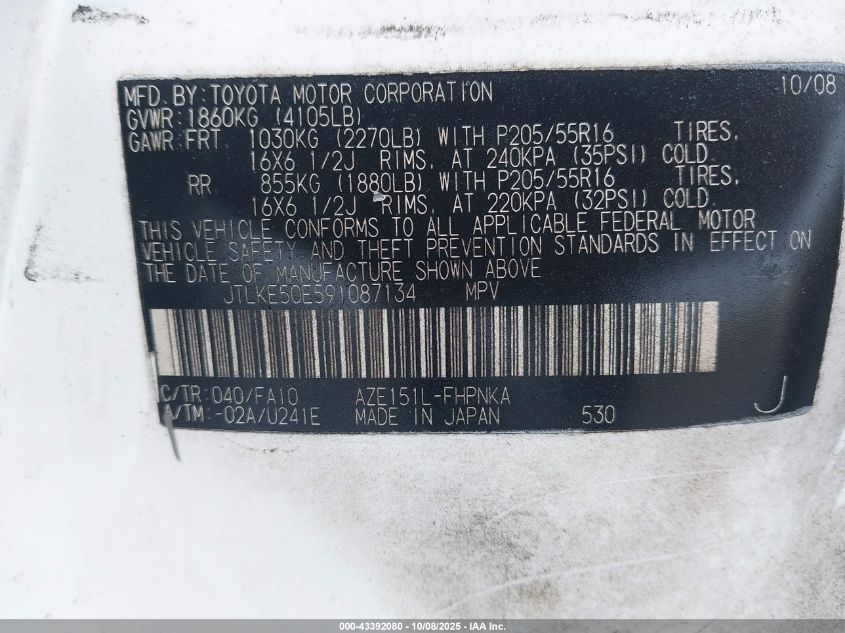 MFD. BY: TOYOTA MOTOR CORPORATION 10/08
GVWR: 1860KG (4105LB)
GAWR: FRT 1030KG (2270LB) WITH P205/55R16 TIRES,
16X6 1/2J RIMS, AT 240KPA (35PSI) COLD.
RR 855KG (1880LB) WITH P205/55R16 TIRES,
16X6 1/2J RIMS, AT 220KPA (32PSI) COLD.
THIS VEHICLE CONFORMS TO ALL APPLICABLE FEDERAL MOTOR
VEHICLE SAFETY AND THEFT PREVENTION STANDARDS IN EFFECT ON
THE DATE OF MANUFACTURE SHOWN ABOVE
JTLKE50E591087134 MPV
C/TR: 040/FA10 AZE151L-FHPNKA
A/TM: -02A/U241E MADE IN JAPAN 530 J
000-43392080 - 10/08/2025 - IAA Inc.